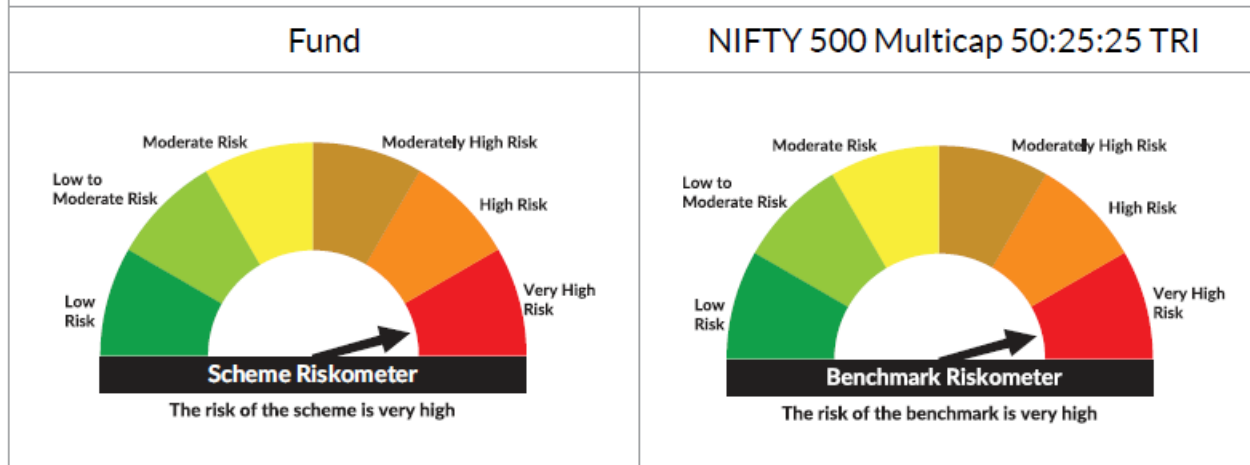 Fund
NIFTY 500 Multicap 50:25:25 TRI
Moderate Risk
Moderately High Risk
Low to
Moderate Risk
High Risk
Low
Risk
Very High
Risk
Scheme Riskometer
The risk of the scheme is very high
Moderate Risk
Moderately High Risk
Low to
Moderate Risk
High Risk
Low
Risk
Very High
Risk
Benchmark Riskometer
The risk of the benchmark is very high